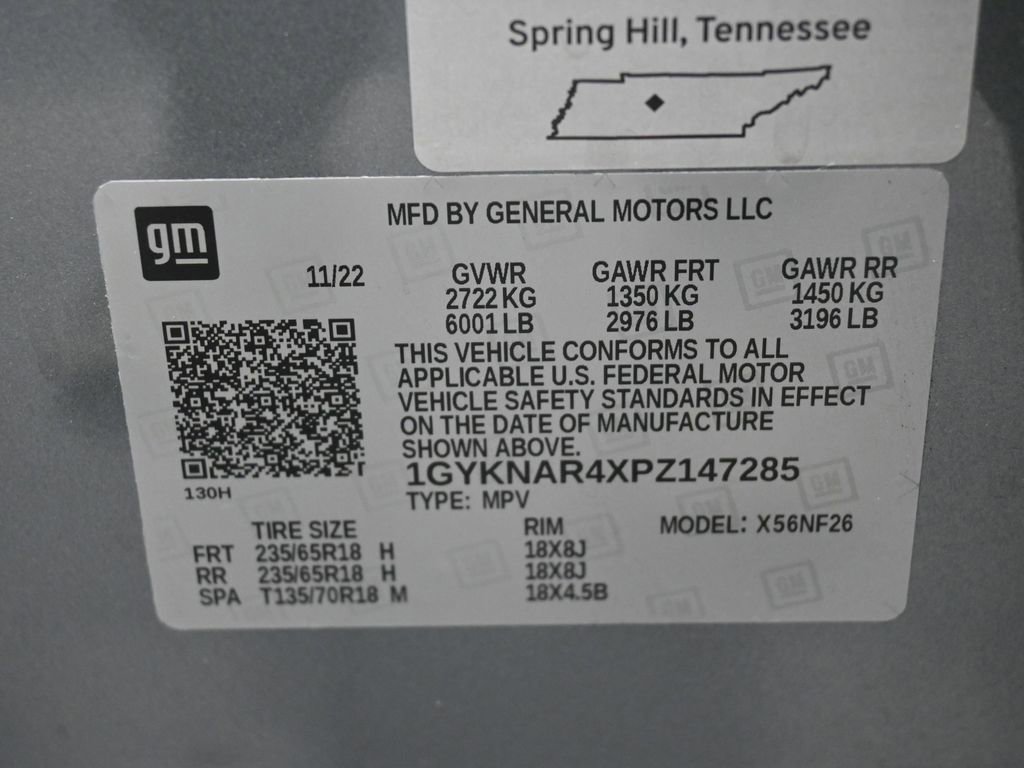 Spring Hill, Tennessee
gm
MFD BY GENERAL MOTORS LLC
11/22
GVWR GAWR FRT GAWR RR
2722 KG 1350 KG 1450 KG
6001 LB 2976 LB 3196 LB
THIS VEHICLE CONFORMS TO ALL
APPLICABLE U.S. FEDERAL MOTOR
VEHICLE SAFETY STANDARDS IN EFFECT
ON THE DATE OF MANUFACTURE
SHOWN ABOVE.
1GYKNAR4XPZ147285
130H
TYPE: MPV
TIRE SIZE RIM MODEL: X56NF26
FRT 235/65R18 H 18X8J
RR 235/65R18 H 18X8J
SPA T135/70R18 M 18X4.5B